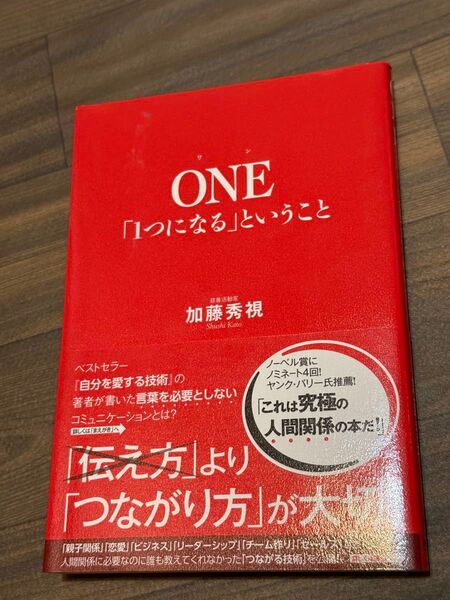 ワン
ONE
「1つになる」ということ
慈善活動家
加藤秀視
Shushi Kato
ベストセラー
『自分を愛する技術』の
著者が書いた言葉を必要としない
コミュニケーションとは?
詳しくは「まえがき」へ
ノーベル賞に
ノミネート4回!
ヤンク・バリー氏推薦!
「これは究極の
人間関係の本だ!」
「伝え方」より
「つながり方」が大切
「親子関係」「恋愛」「ビジネス」「リーダーシップ」「チーム作り」「セールス」
人間関係に必要なのに誰も教えてくれなかった「つながる技術」を公開!